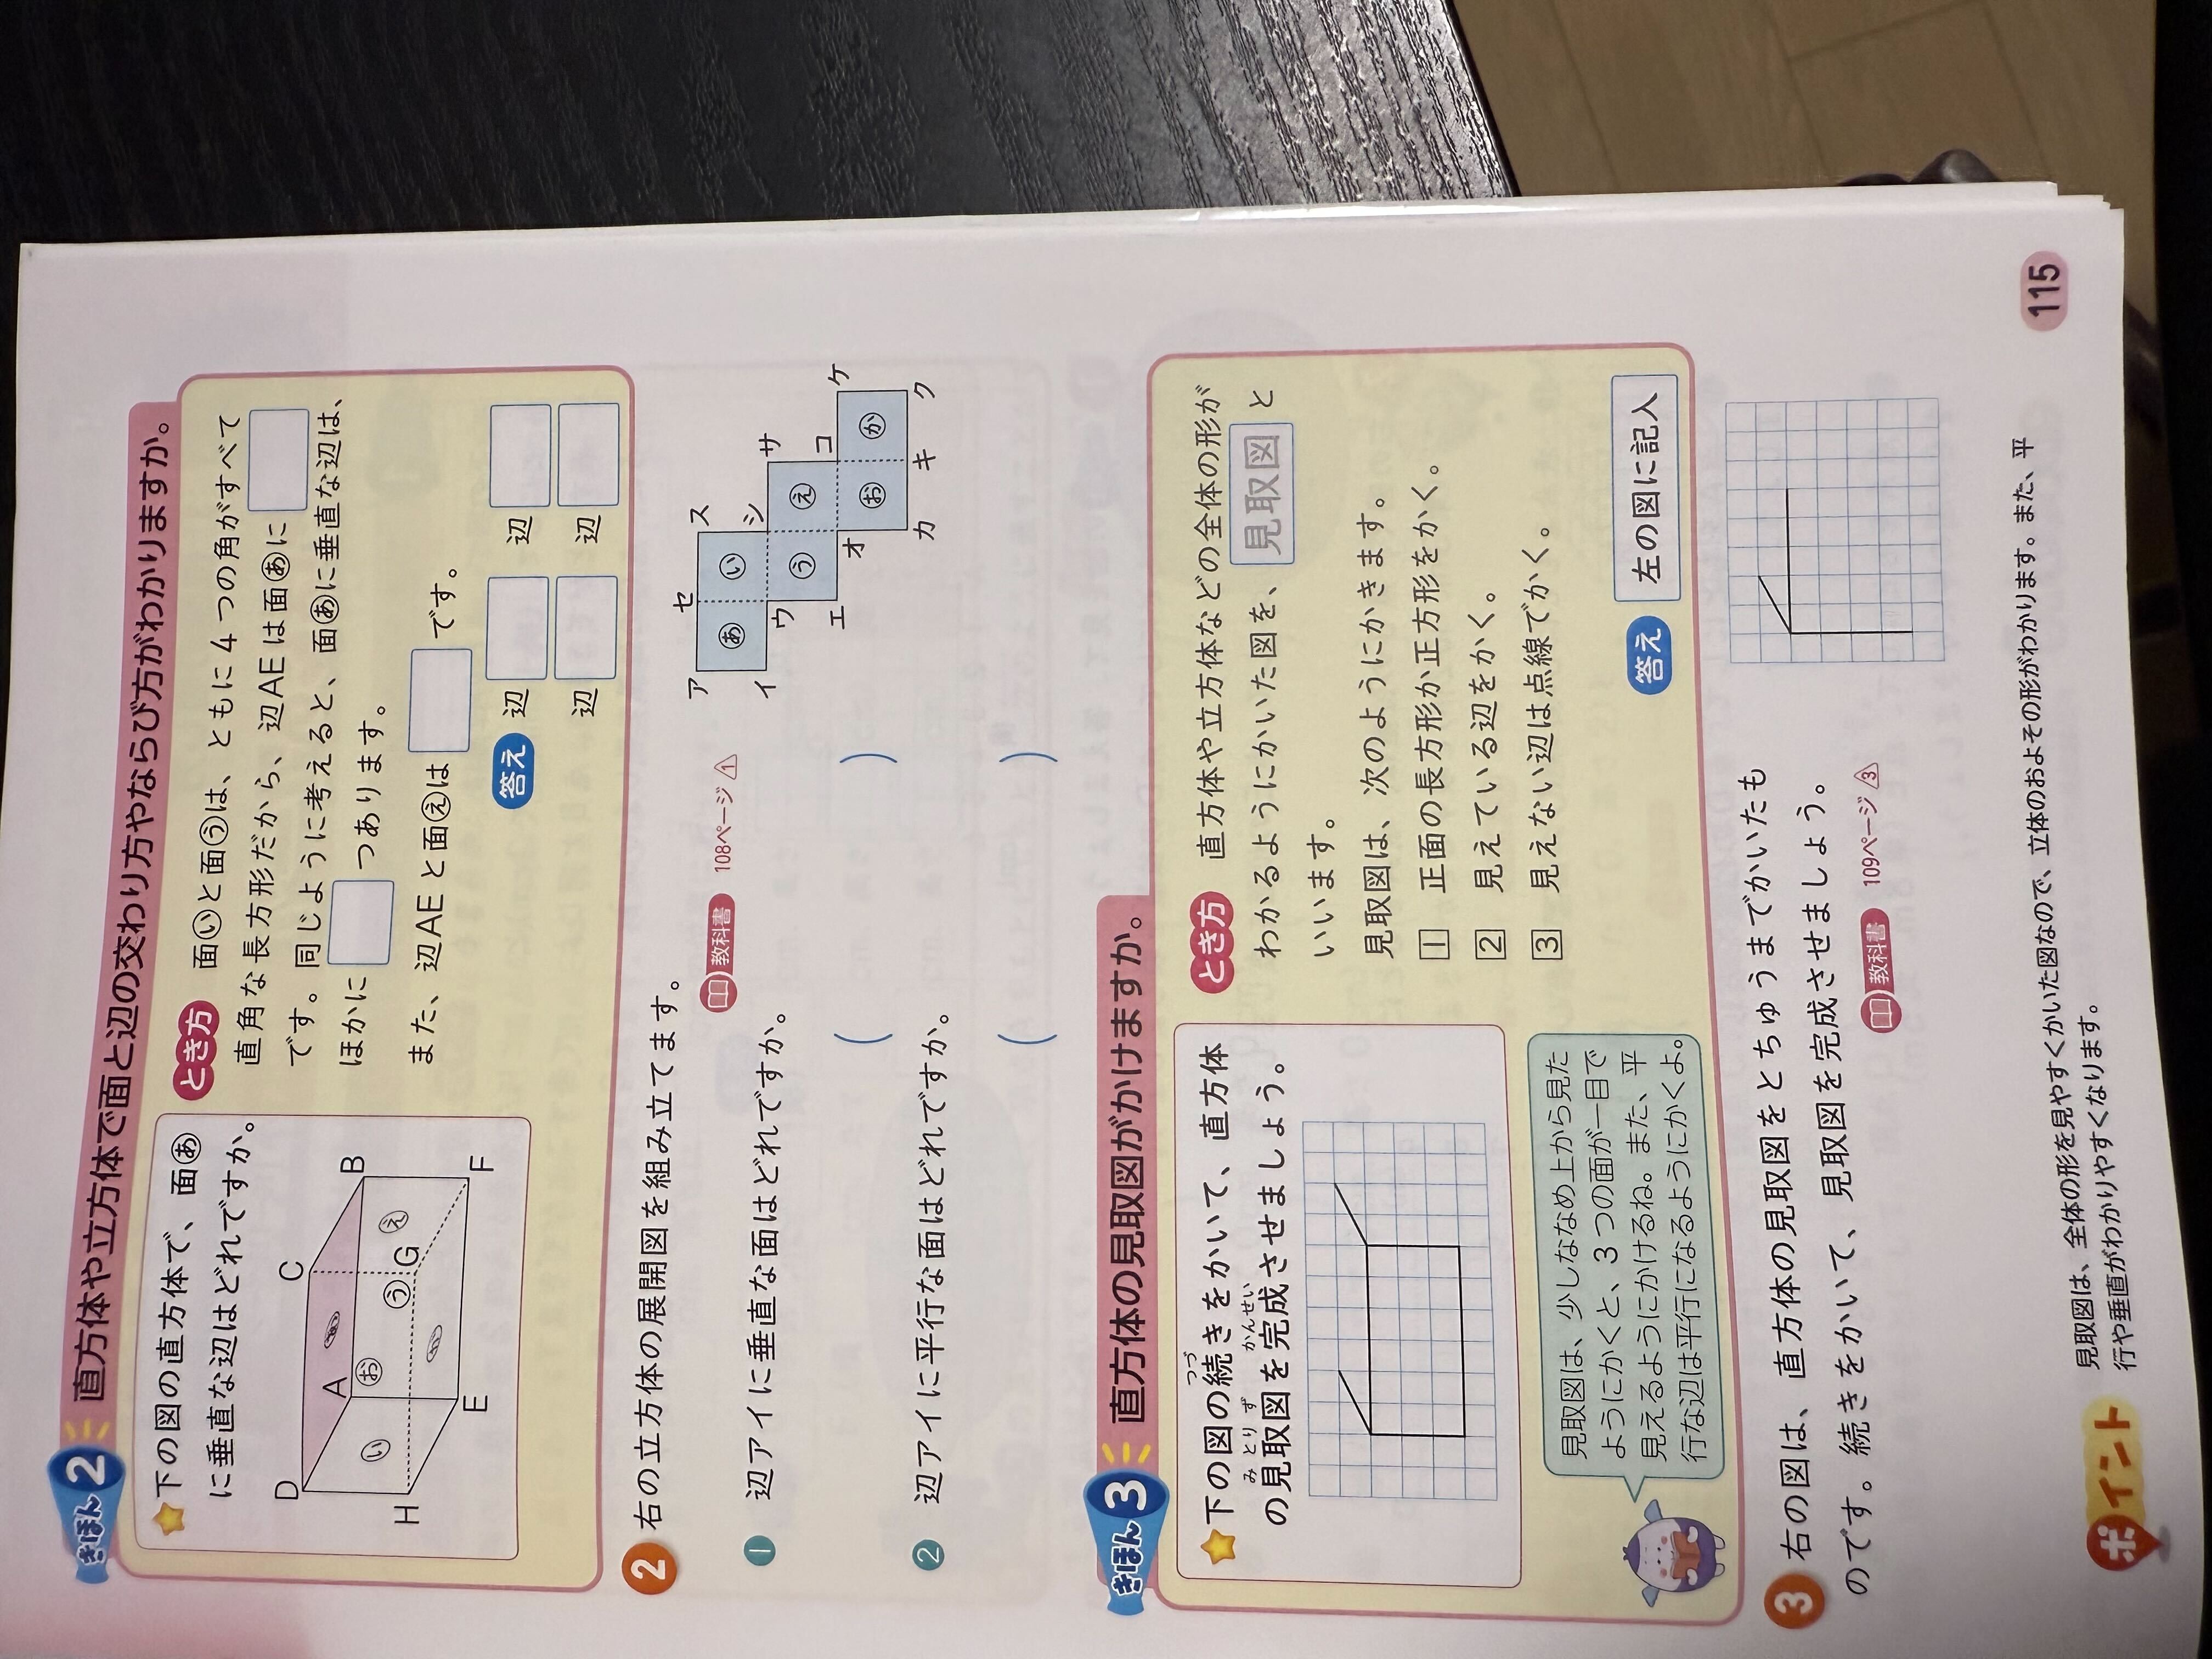 きほん2 直方体や立方体で面と辺の交わり方やならび方がわかりますか。
下の図の直方体で、面あ
に垂直な辺はどれですか。
D
C
A
B
い
お
う
え
G
H
E
F
とき方 面いと面うは、ともに4つの角がすべて
直角な長方形だから、辺AEは面あに
です。同じように考えると、面あに垂直な辺は、
ほかに つあります。
また、辺AEと面えは です。
答え 辺 辺
辺 辺
2 右の立方体の展開図を組み立てます。
教科書 108ページ 1
1 辺アイに垂直な面はどれですか。
( )
2 辺アイに平行な面はどれですか。
( )
ア セ ス
あ い
イ ウ シ サ
う え
エ オ コ ケ
お か
カ キ ク
きほん3 直方体の見取図がかけますか。
下の図の続きをかいて、直方体
つづ
の見取図を完成させましょう。
みとりず かんせい
見取図は、少しななめ上から見た
ようにかくと、3つの面が一目で
見えるようにかけるね。また、平
行な辺は平行になるようにかくよ。
とき方 直方体や立方体などの全体の形が
わかるようにかいた図を、 見取図 と
いいます。
見取図は、次のようにかきます。
1 正面の長方形か正方形をかく。
2 見えている辺をかく。
3 見えない辺は点線でかく。
答え 左の図に記入
3 右の図は、直方体の見取図をとちゅうまでかいたも
のです。続きをかいて、見取図を完成させましょう。
教科書 109ページ 3
ポイント
見取図は、全体の形を見やすくかいた図なので、立体のおよその形がわかります。また、平
行や垂直がわかりやすくなります。
115